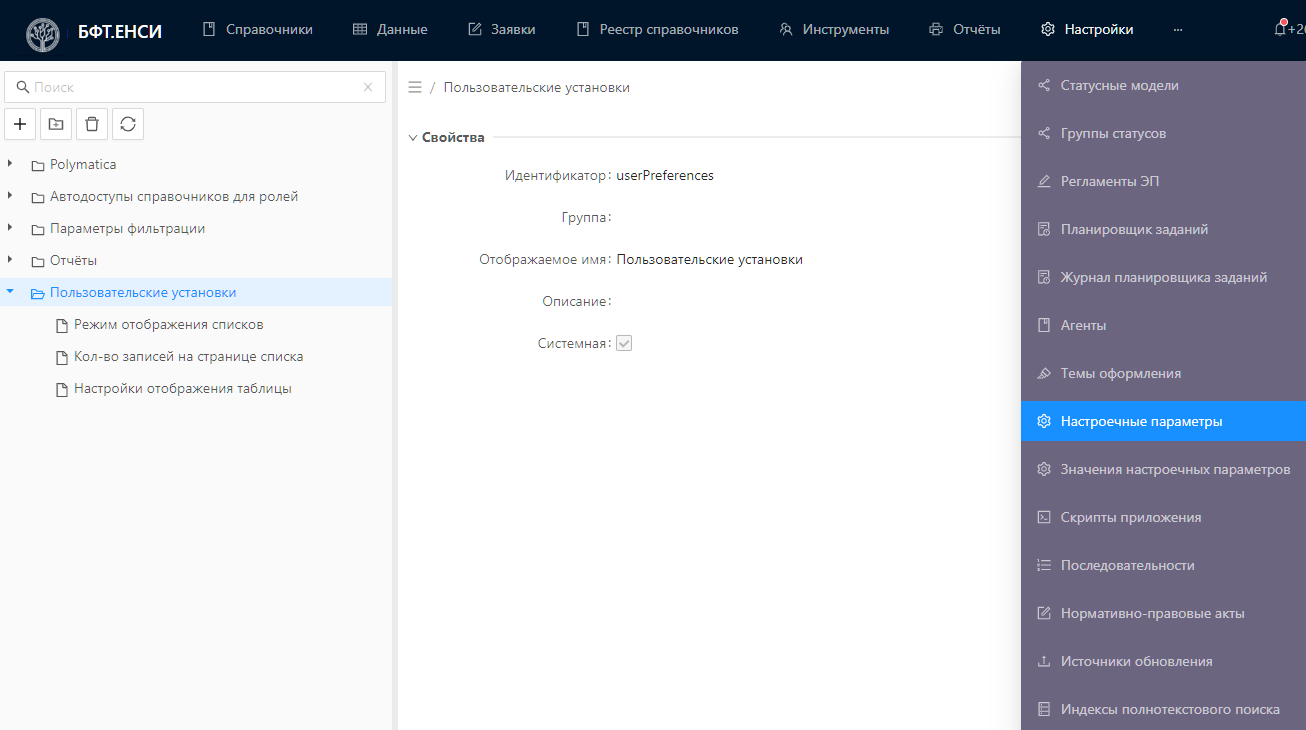 БФТ.ЕНСИ
Справочники
Данные
Заявки
Реестр справочников
Инструменты
Отчёты
Настройки
...
+20
Поиск
Polymatica
Автодоступы справочников для ролей
Параметры фильтрации
Отчёты
Пользовательские установки
Режим отображения списков
Кол-во записей на странице списка
Настройки отображения таблицы
/ Пользовательские установки
Свойства
Идентификатор: userPreferences
Группа:
Отображаемое имя: Пользовательские установки
Описание:
Системная:
Статусные модели
Группы статусов
Регламенты ЭП
Планировщик заданий
Журнал планировщика заданий
Агенты
Темы оформления
Настроечные параметры
Значения настроечных параметров
Скрипты приложения
Последовательности
Нормативно-правовые акты
Источники обновления
Индексы полнотекстового поиска